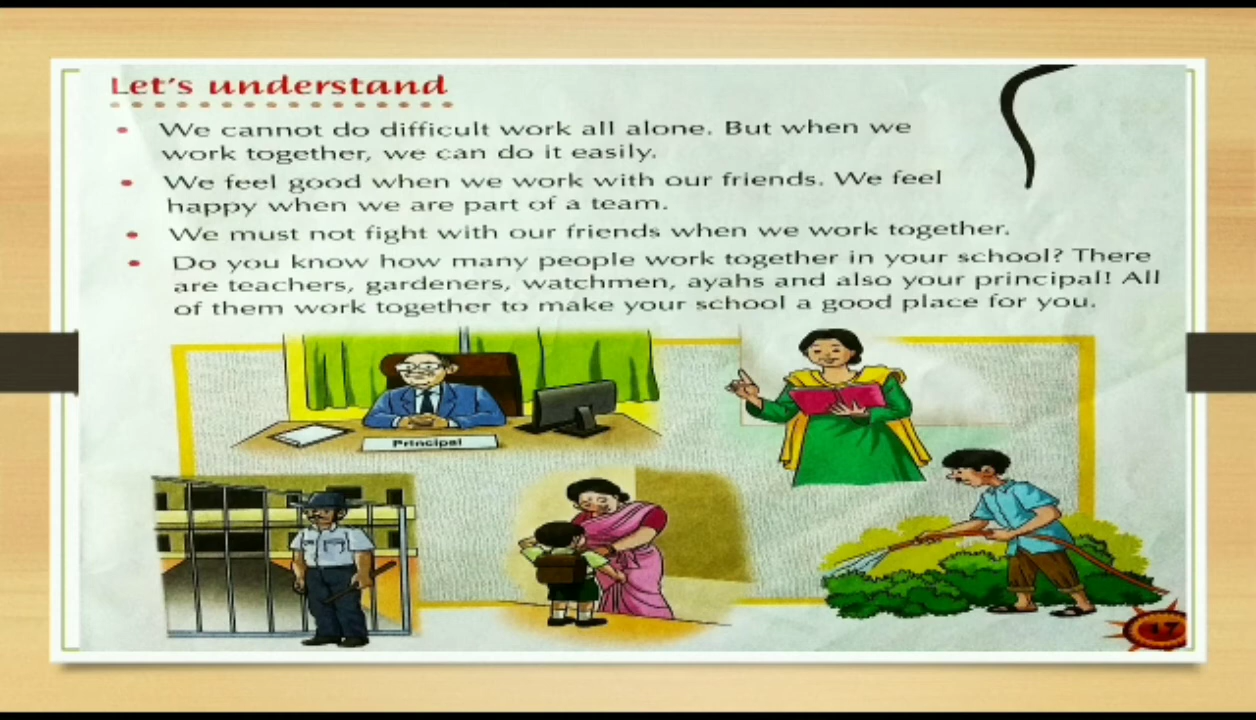 Let's understand
• We cannot do difficult work all alone. But when we
work together, we can do it easily.
• We feel good when we work with our friends. We feel
happy when we are part of a team.
• We must not fight with our friends when we work together.
• Do you know how many people work together in your school? There
are teachers, gardeners, watchmen, ayahs and also your principal! All
of them work together to make your school a good place for you.
Principal
17